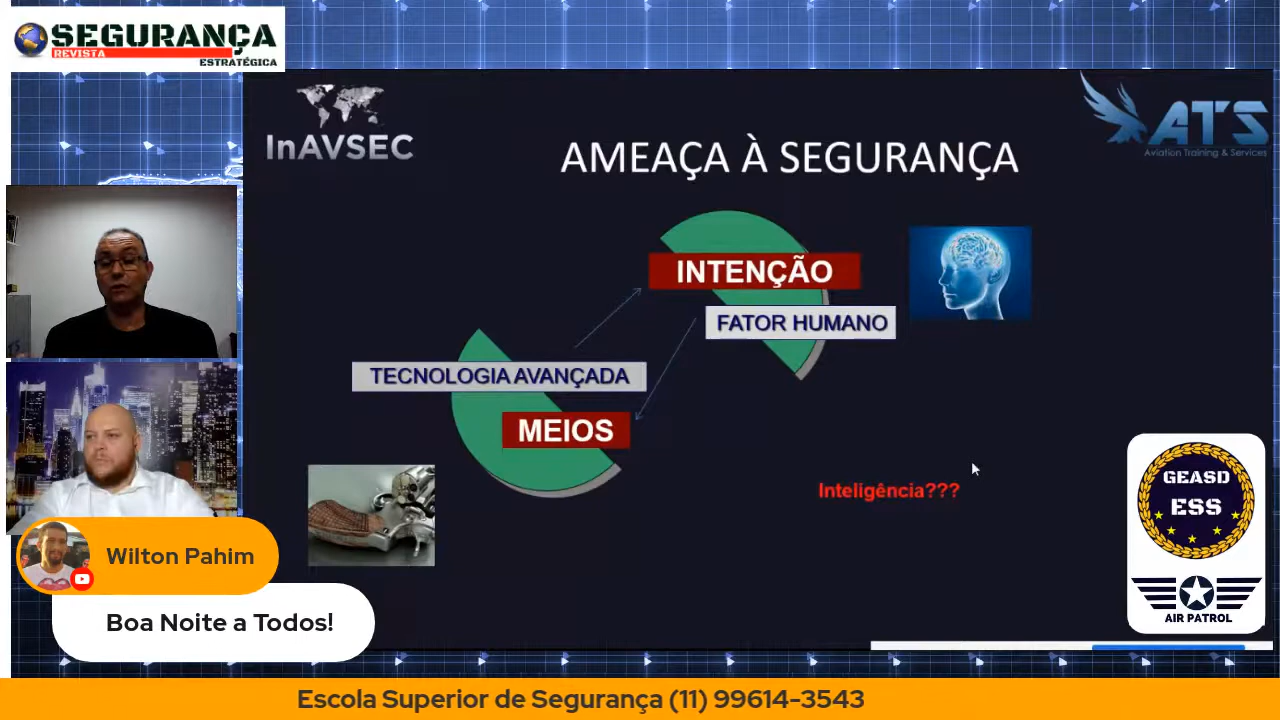 SEGURANÇA
REVISTA
ESTRATÉGICA
InAVSEC
ATS
Aviation Training & Services
AMEAÇA À SEGURANÇA
INTENÇÃO
FATOR HUMANO
TECNOLOGIA AVANÇADA
MEIOS
Inteligência???
GEASD
ESS
AIR PATROL
Wilton Pahim
Boa Noite a Todos!
Escola Superior de Segurança (11) 99614-3543